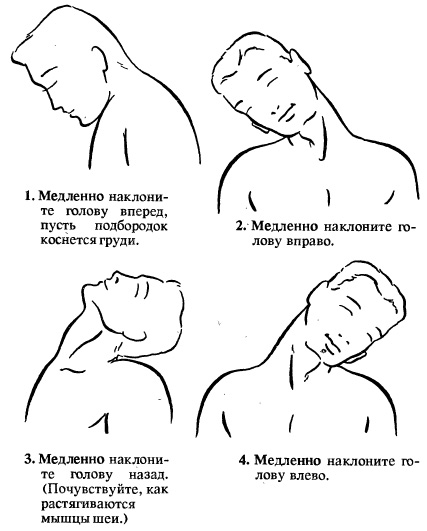 1. Медленно наклони-
те голову вперед,
пусть подбородок
коснется груди.
2. Медленно наклоните го-
лову вправо.
3. Медленно наклони-
те голову назад.
(Почувствуйте, как
растягиваются
мышцы шеи.)
4. Медленно наклоните го-
лову влево.